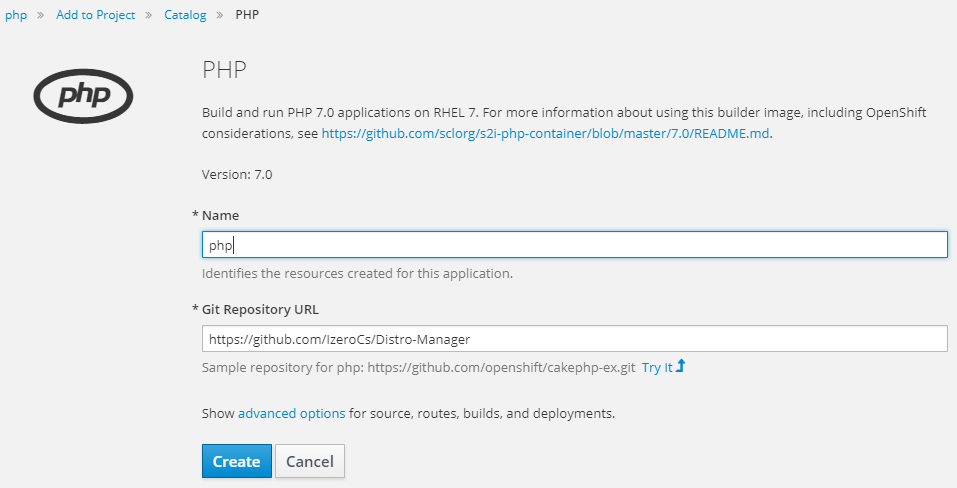 php » Add to Project » Catalog » PHP
php
PHP
Build and run PHP 7.0 applications on RHEL 7. For more information about using this builder image, including OpenShift
considerations, see https://github.com/sclorg/s2i-php-container/blob/master/7.0/README.md.
Version: 7.0
* Name
php
Identifies the resources created for this application.
* Git Repository URL
https://github.com/IzeroCs/Distro-Manager
Sample repository for php: https://github.com/openshift/cakephp-ex.git Try It
Show advanced options for source, routes, builds, and deployments.
Create Cancel